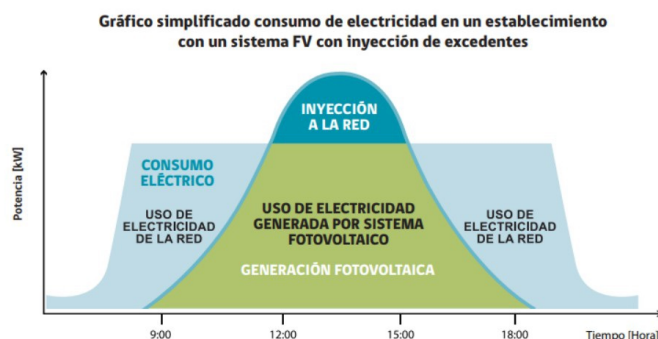 Gráfico simplificado consumo de electricidad en un establecimiento
con un sistema FV con inyección de excedentes
Potencia [kW]
INYECCIÓN
A LA RED
CONSUMO
ELÉCTRICO
USO DE
ELECTRICIDAD
DE LA RED
USO DE ELECTRICIDAD
GENERADA POR SISTEMA
FOTOVOLTAICO
GENERACIÓN FOTOVOLTAICA
USO DE
ELECTRICIDAD
DE LA RED
9:00
12:00
15:00
18:00
Tiempo [Hora]